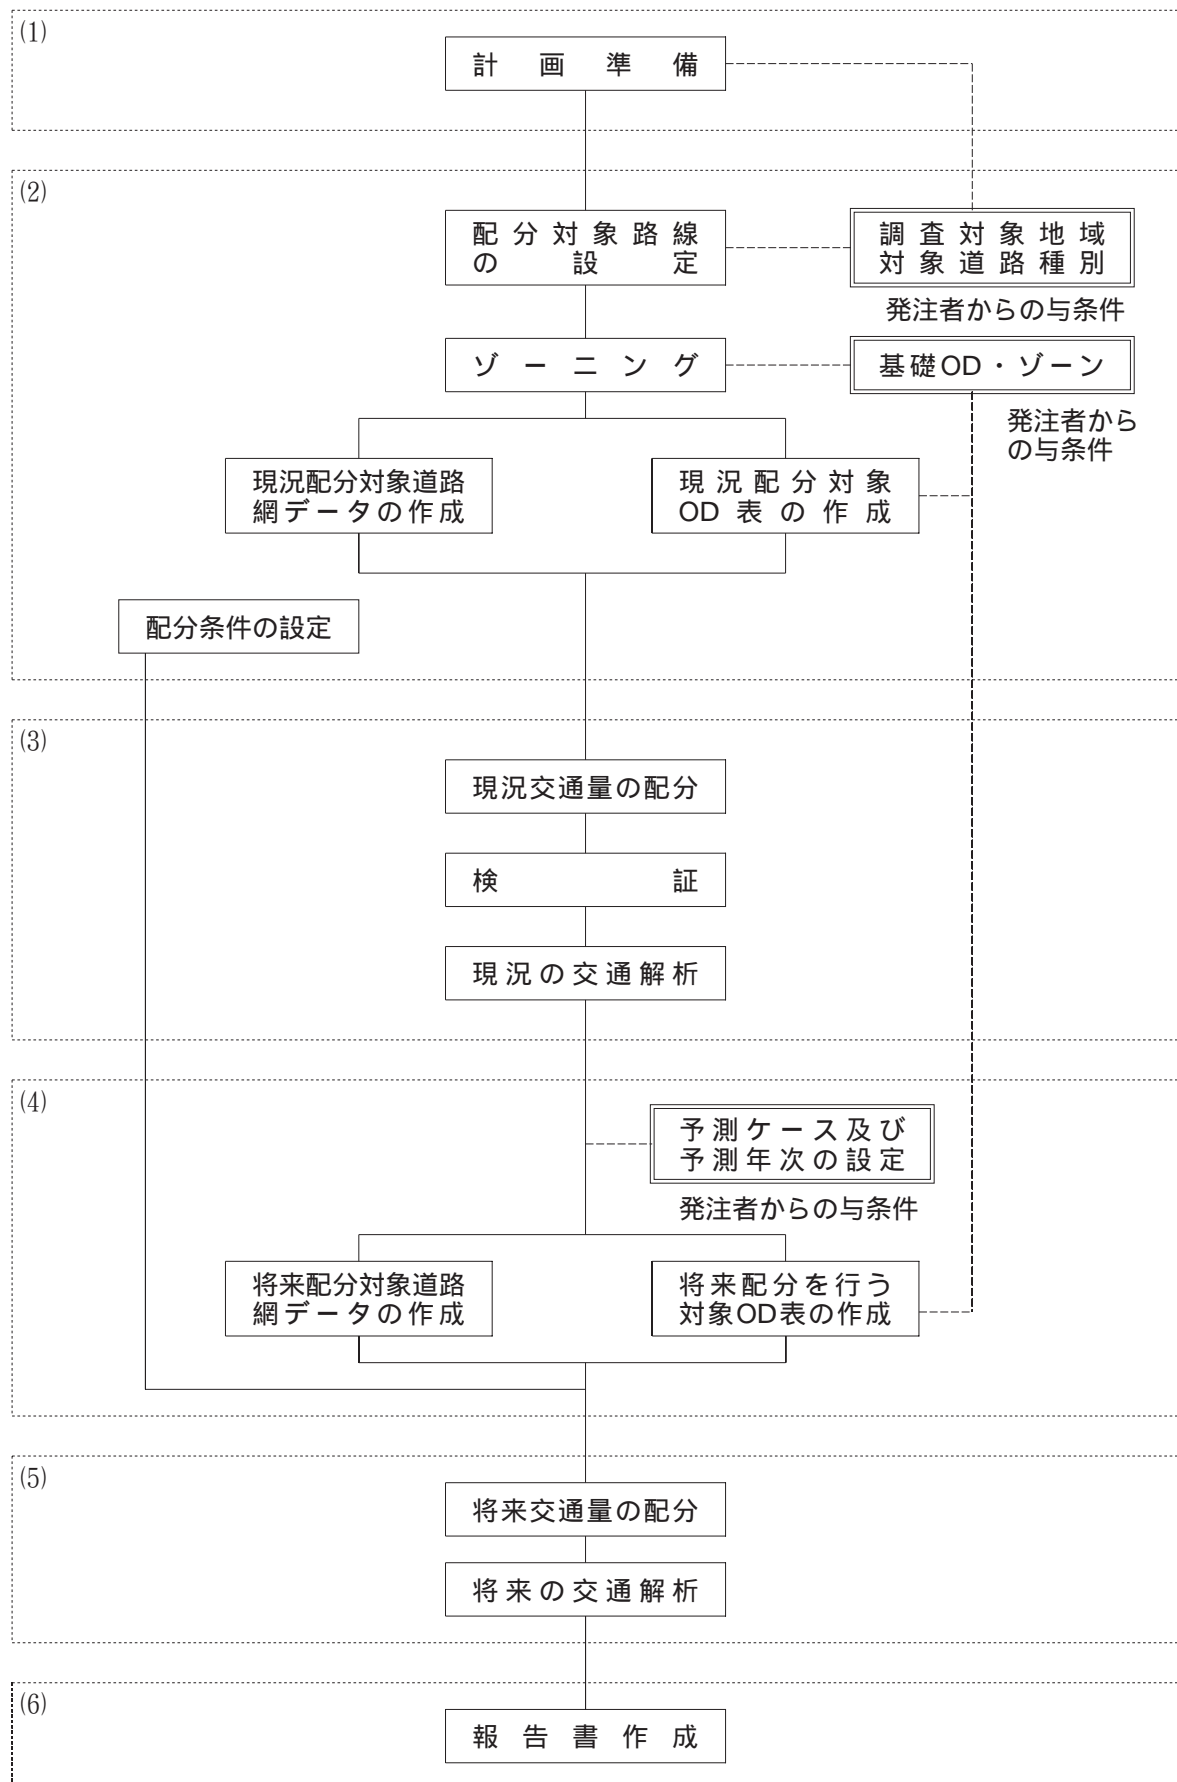 (1)
計画準備
(2)
配分対象路線
の設定
調査対象地域
対象道路種別
発注者からの与条件
ゾーニング
基礎OD・ゾーン
発注者から
の与条件
現況配分対象道路
網データの作成
現況配分対象
OD表の作成
配分条件の設定
(3)
現況交通量の配分
検証
現況の交通解析
(4)
予測ケース及び
予測年次の設定
発注者からの与条件
将来配分対象道路
網データの作成
将来配分を行う
対象OD表の作成
(5)
将来交通量の配分
将来の交通解析
(6)
報告書作成